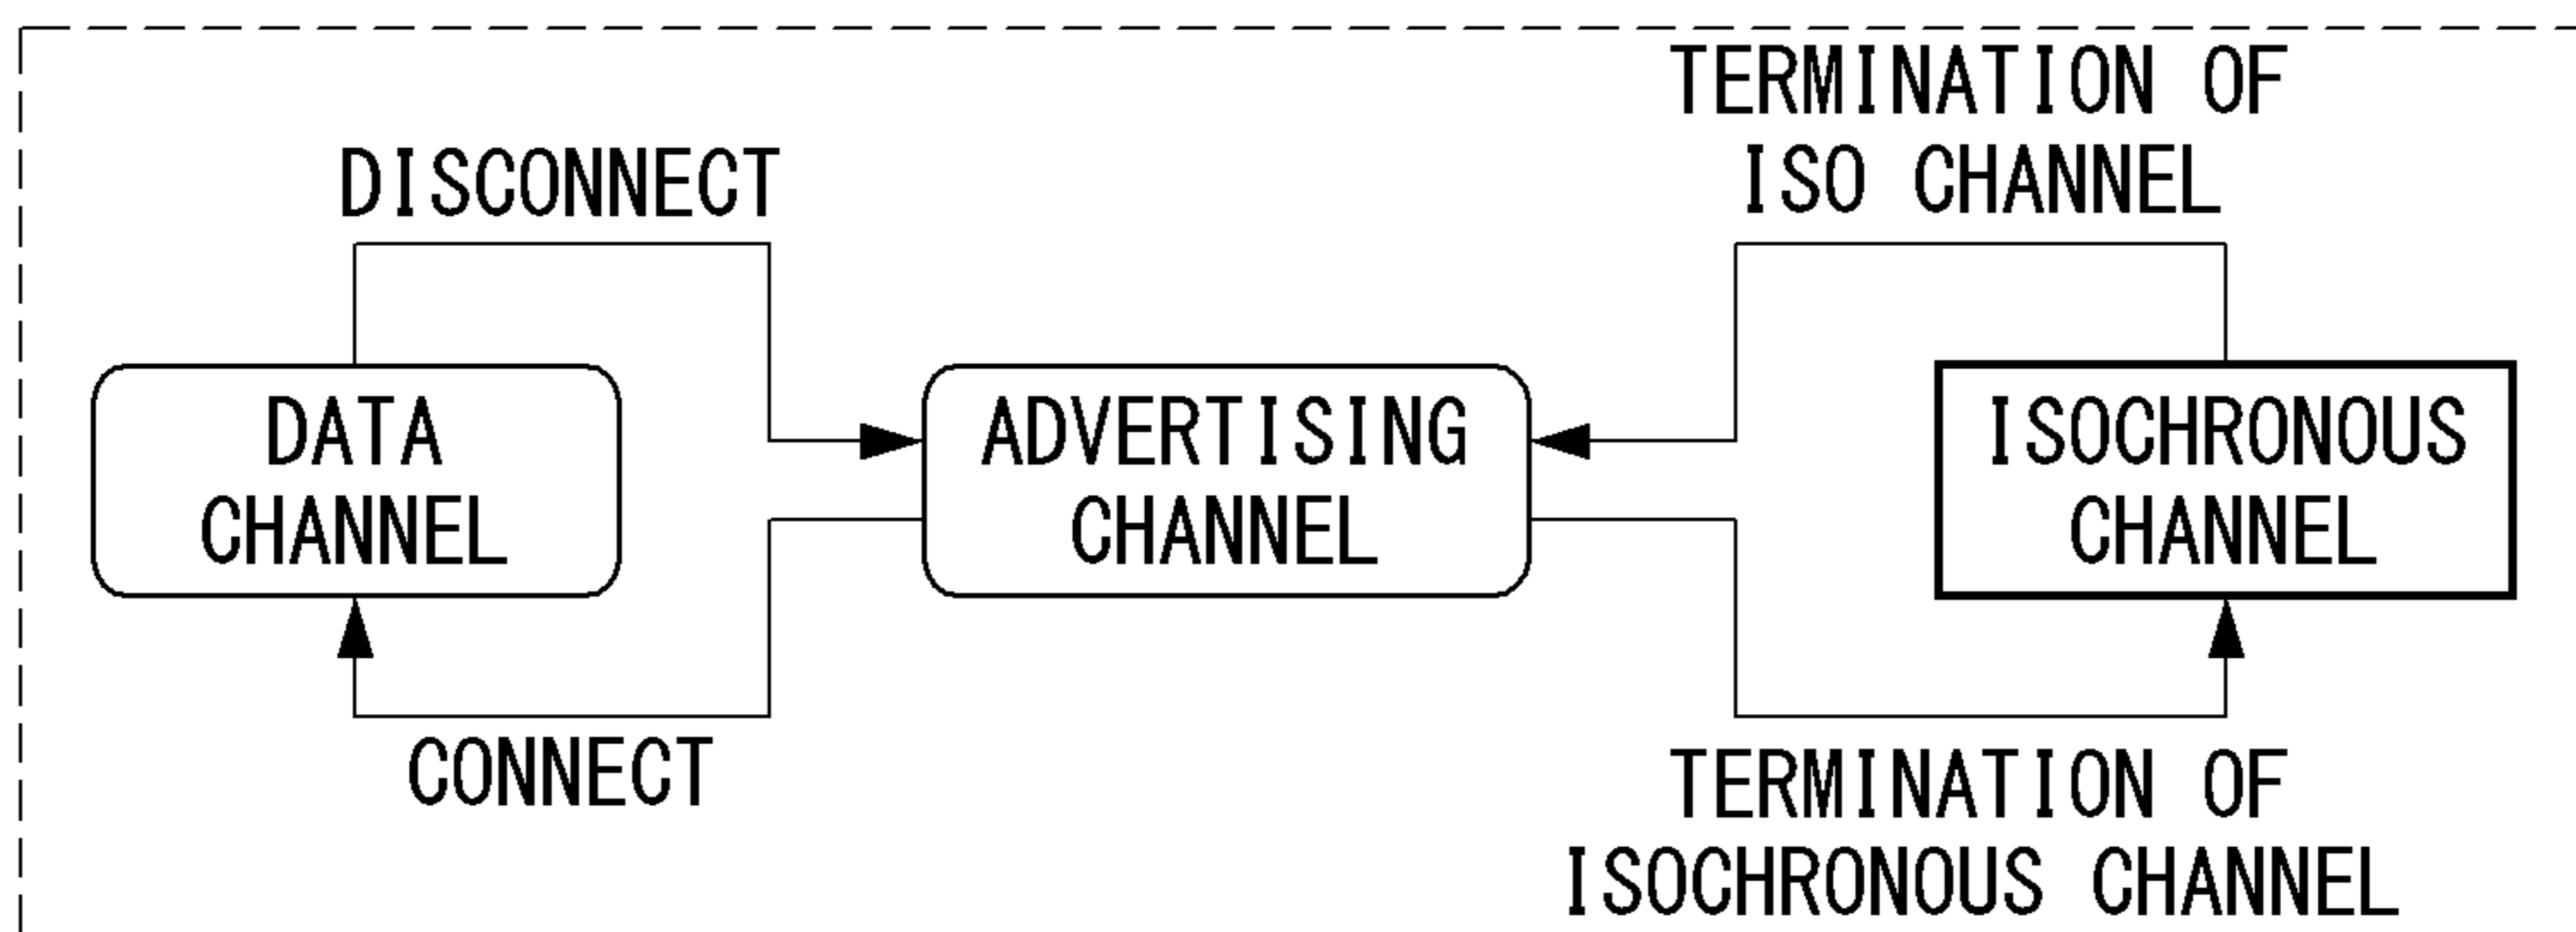 TERMINATION OF
ISO CHANNEL
DISCONNECT
DATA
CHANNEL
ADVERTISING
CHANNEL
ISOCHRONOUS
CHANNEL
CONNECT
TERMINATION OF
ISOCHRONOUS CHANNEL